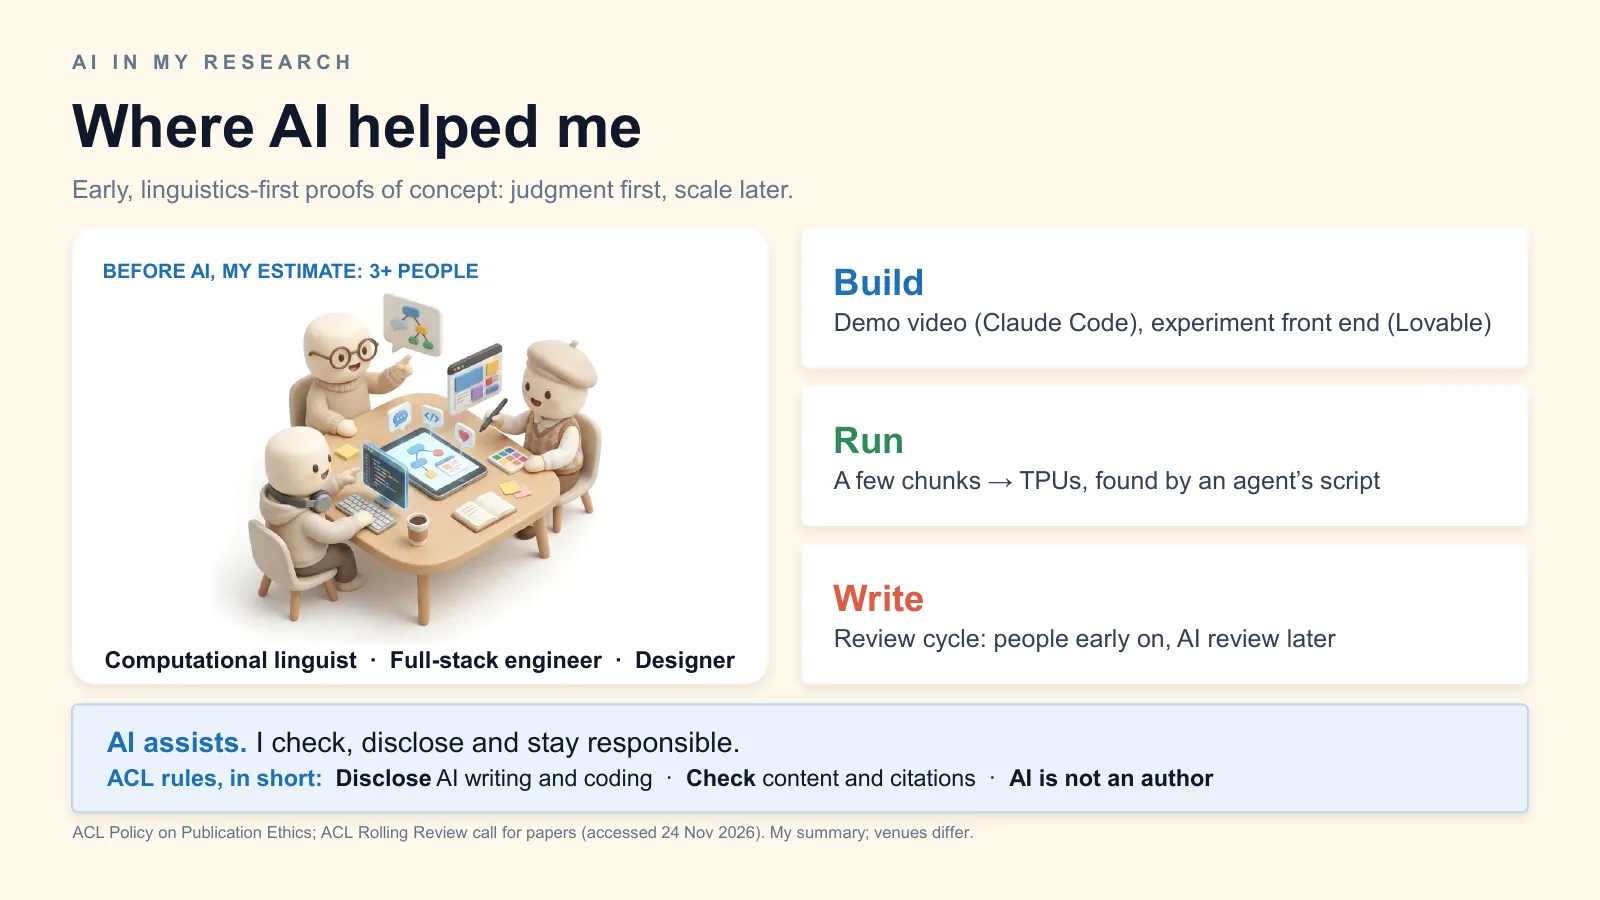 AI IN MY RESEARCH
Where AI helped me
Early, linguistics-first proofs of concept: judgment first, scale later.
BEFORE AI, MY ESTIMATE: 3+ PEOPLE
Computational linguist · Full-stack engineer · Designer
Build
Demo video (Claude Code), experiment front end (Lovable)
Run
A few chunks → TPUs, found by an agent’s script
Write
Review cycle: people early on, AI review later
AI assists. I check, disclose and stay responsible.
ACL rules, in short: Disclose AI writing and coding · Check content and citations · AI is not an author
ACL Policy on Publication Ethics; ACL Rolling Review call for papers (accessed 24 Nov 2026). My summary; venues differ.